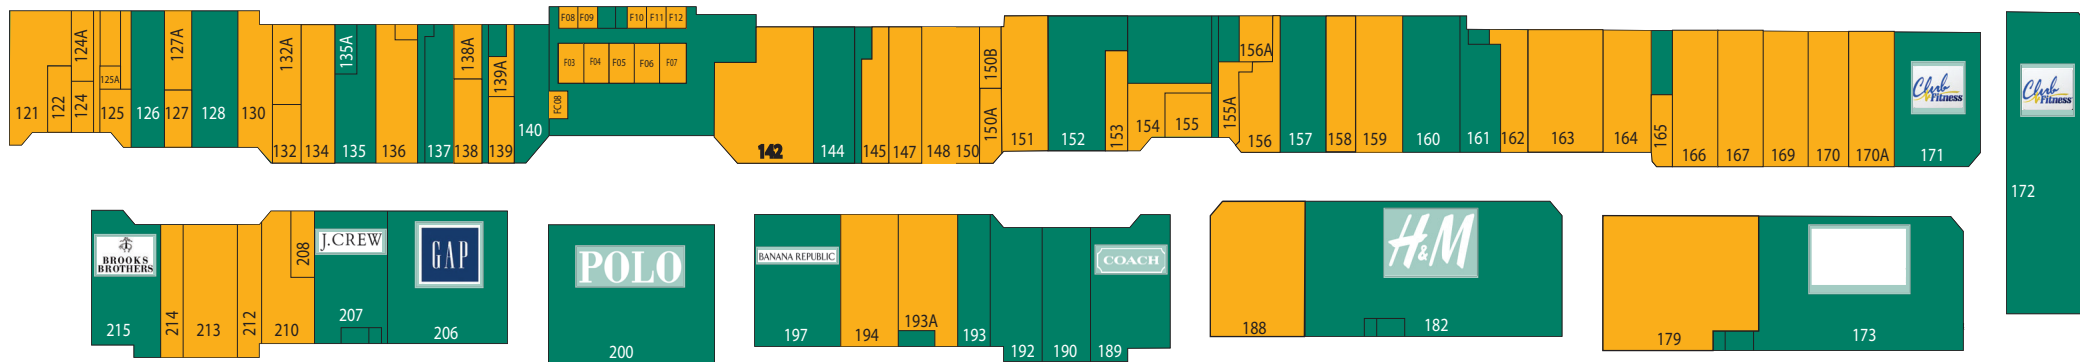 F08 F09 F10 F11 F12
F03 F04 F05 F06 F07
FC08
121 122 124 124A 125A 125 126 127A 127 128 130 132A 132 134 135A 135 136 137 138A 138 139A 139 140
142 144 145 147 148 150 150B 150A 151 152 153 154 155 155A 156A 156 157 158 159 160 161 162 163 164 165 166 167 169 170 170A 171 172
Club
Fitness
Club
Fitness
BROOKS
BROTHERS
215 214 213 212 210 208
J.CREW
207
GAP
206
POLO
200
BANANA REPUBLIC
197 194 193A 193 192 190
COACH
189
188
H&M
182
179 173